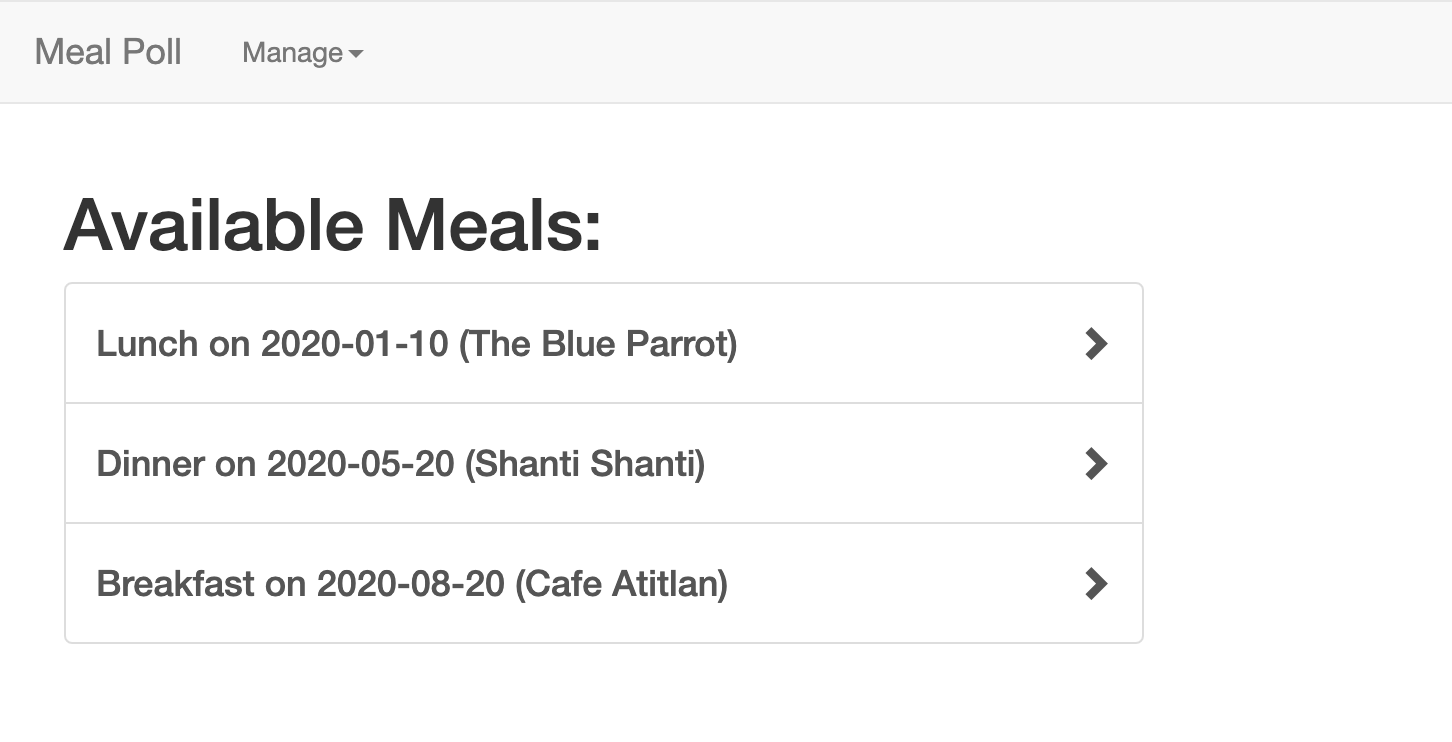 Meal Poll Manage
Available Meals:
Lunch on 2020-01-10 (The Blue Parrot)
Dinner on 2020-05-20 (Shanti Shanti)
Breakfast on 2020-08-20 (Cafe Atitlan)